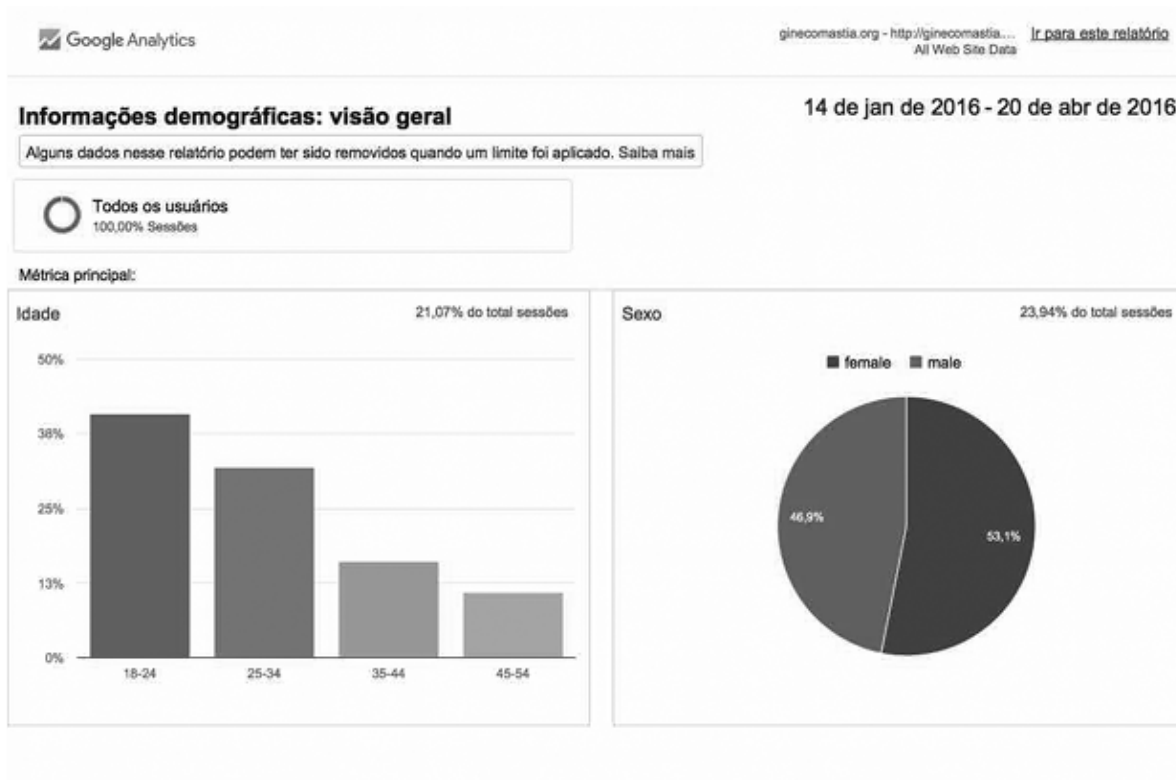 Google Analytics
ginecomastia.org - http://ginecomastia....
All Web Site Data
Ir para este relatório
Informações demográficas: visão geral
14 de jan de 2016 - 20 de abr de 2016
Alguns dados nesse relatório podem ter sido removidos quando um limite foi aplicado. Saiba mais
Todos os usuários
100,00% Sessões
Métrica principal:
Idade
21,07% do total sessões
50%
38%
25%
13%
0%
18-24
25-34
35-44
45-54
Sexo
23,94% do total sessões
female
male
46,9%
53,1%